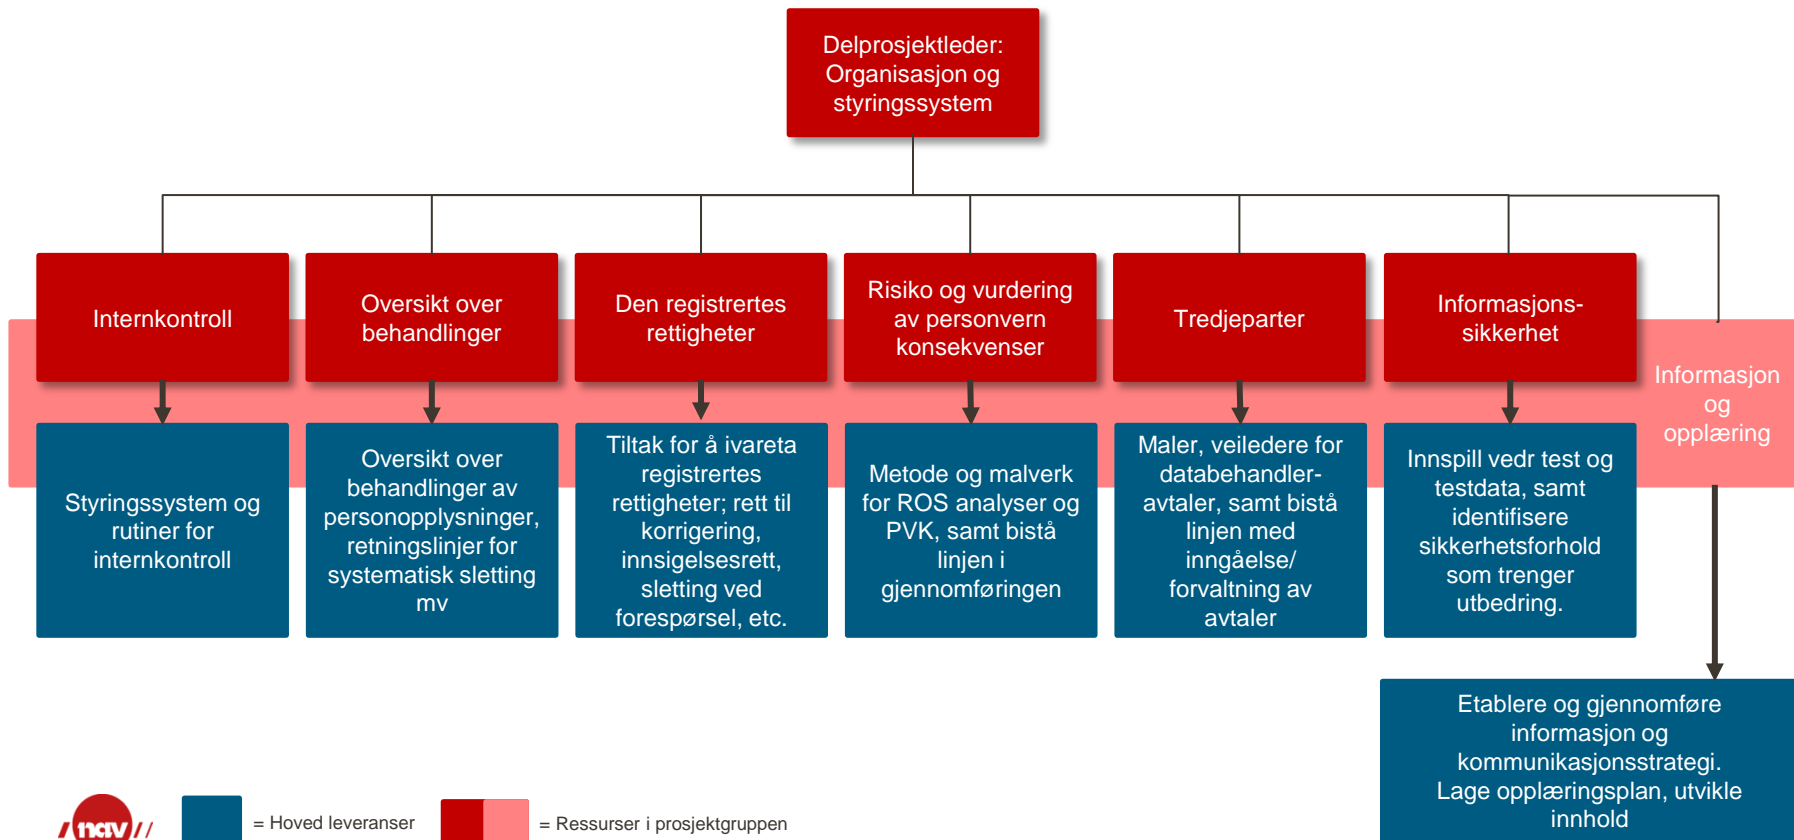 Delprosjektleder:
Organisasjon og
styringssystem
Internkontroll
Oversikt over
behandlinger
Den registrertes
rettigheter
Risiko og vurdering
av personvern
konsekvenser
Tredjeparter
Informasjons-
sikkerhet
Informasjon
og
opplæring
Styringssystem og
rutiner for
internkontroll
Oversikt over
behandlinger av
personopplysninger,
retningslinjer for
systematisk sletting
mv
Tiltak for å ivareta
registrertes
rettigheter; rett til
korrigering,
innsigelsesrett,
sletting ved
forespørsel, etc.
Metode og malverk
for ROS analyser og
PVK, samt bistå
linjen i
gjennomføringen
Maler, veiledere for
databehandler-
avtaler, samt bistå
linjen med
inngåelse/
forvaltning av
avtaler
Innspill vedr test og
testdata, samt
identifisere
sikkerhetsforhold
som trenger
utbedring.
Etablere og gjennomføre
informasjon og
kommunikasjonsstrategi.
Lage opplæringsplan, utvikle
innhold
nav
= Hoved leveranser
= Ressurser i prosjektgruppen